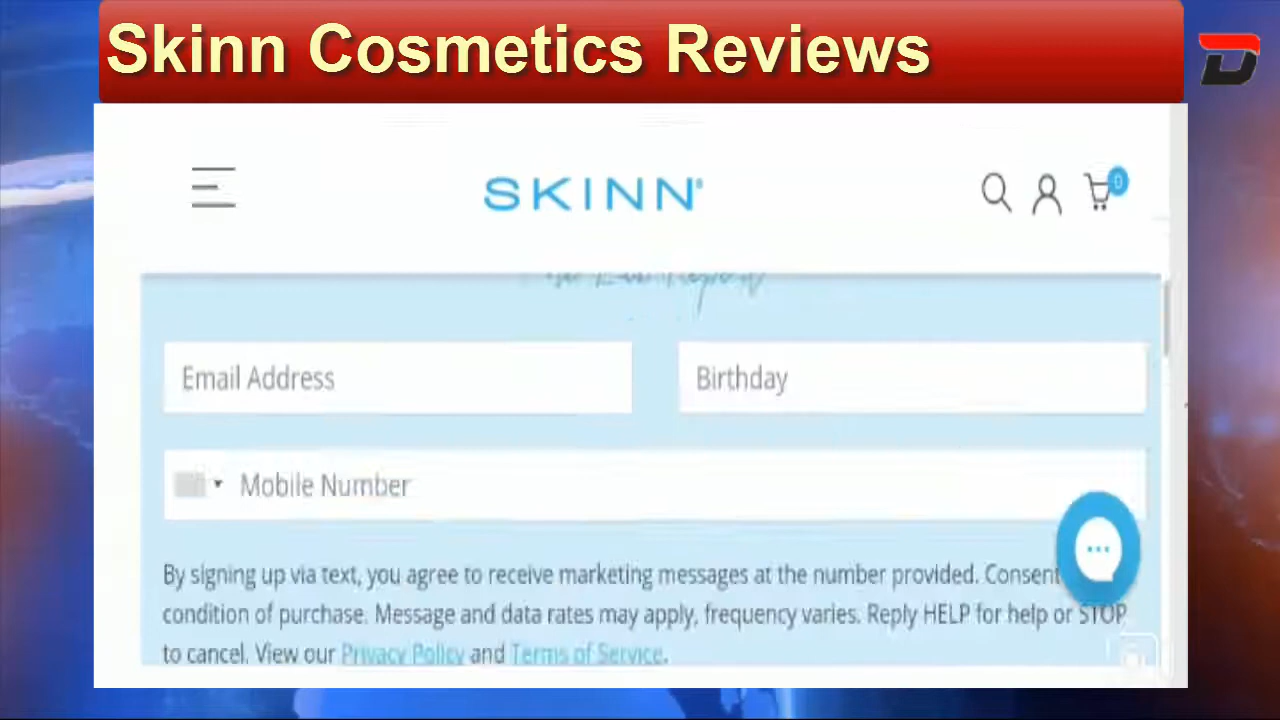 Skinn Cosmetics Reviews
SKINN®
0
Email Address
Birthday
Mobile Number
By signing up via text, you agree to receive marketing messages at the number provided. Consent
condition of purchase. Message and data rates may apply, frequency varies. Reply HELP for help or STOP
to cancel. View our Privacy Policy and Terms of Service.